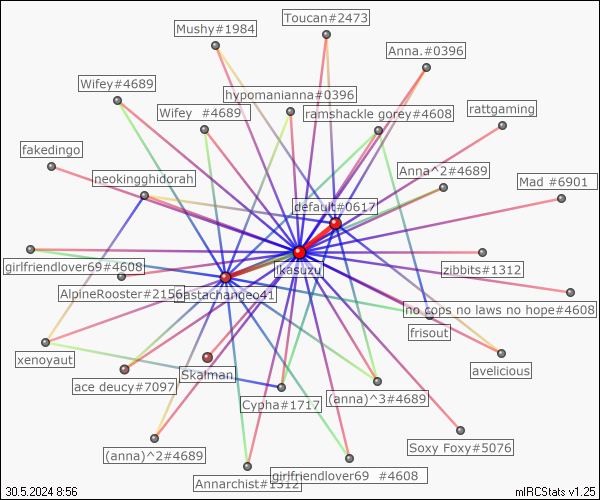 Toucan#2473
Mushy#1984
Anna.#0396
Wifey#4689
hypomanianna#0396
Wifey  #4689
ramshackle gorey#4608
rattgaming
fakedingo
Anna^2#4689
neokingghidorah
Mad #6901
default#0617
girlfriendlover69#4608
ikasuzu
zibbits#1312
AlpineRooster#2156
pastachangeo41
no cops no laws no hope#4608
frisout
xenoyaut
avelicious
Skalman
ace deucy#7097
Cypha#1717
(anna)^3#4689
Soxy Foxy#5076
(anna)^2#4689
girlfriendlover69  #4608
Annarchist#1312
30.5.2024 8:56
mIRCStats v1.25